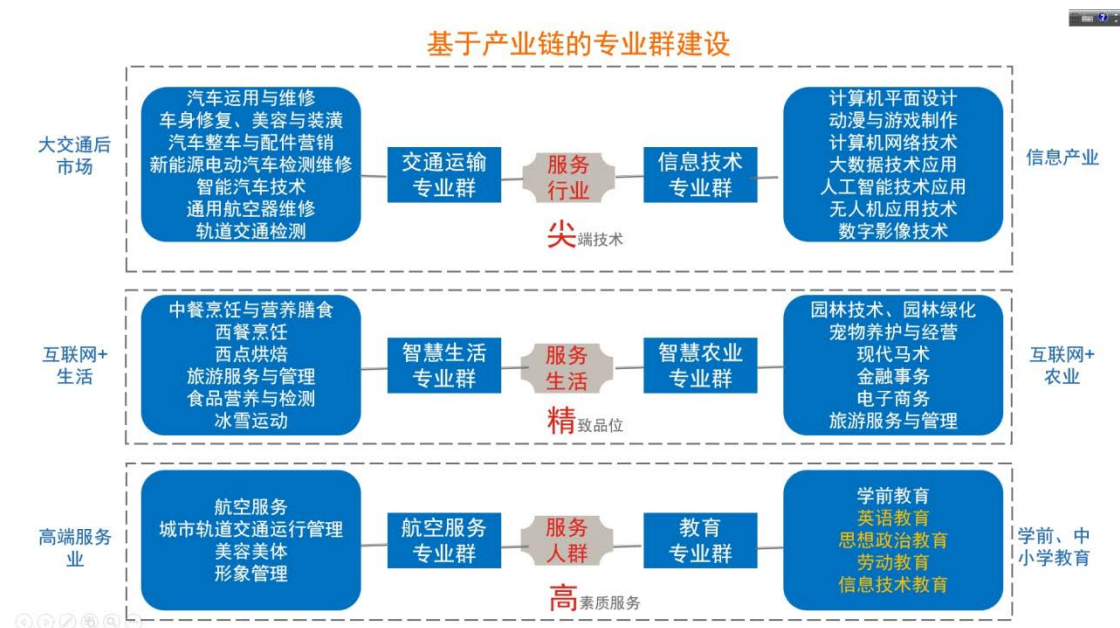 基于产业链的专业群建设
大交通后
市场
汽车运用与维修
车身修复、美容与装潢
汽车整车与配件营销
新能源电动汽车检测维修
智能汽车技术
通用航空器维修
轨道交通检测
交通运输
专业群
服务
行业
尖端技术
信息技术
专业群
计算机平面设计
动漫与游戏制作
计算机网络技术
大数据技术应用
人工智能技术应用
无人机应用技术
数字影像技术
信息产业
互联网+
生活
中餐烹饪与营养膳食
西餐烹饪
西点烘焙
旅游服务与管理
食品营养与检测
冰雪运动
智慧生活
专业群
服务
生活
精致品位
智慧农业
专业群
园林技术、园林绿化
宠物养护与经营
现代马术
金融事务
电子商务
旅游服务与管理
互联网+
农业
高端服务
业
航空服务
城市轨道交通运行管理
美容美体
形象管理
航空服务
专业群
服务
人群
高素质服务
教育
专业群
学前教育
英语教育
思想政治教育
劳动教育
信息技术教育
学前、中
小学教育